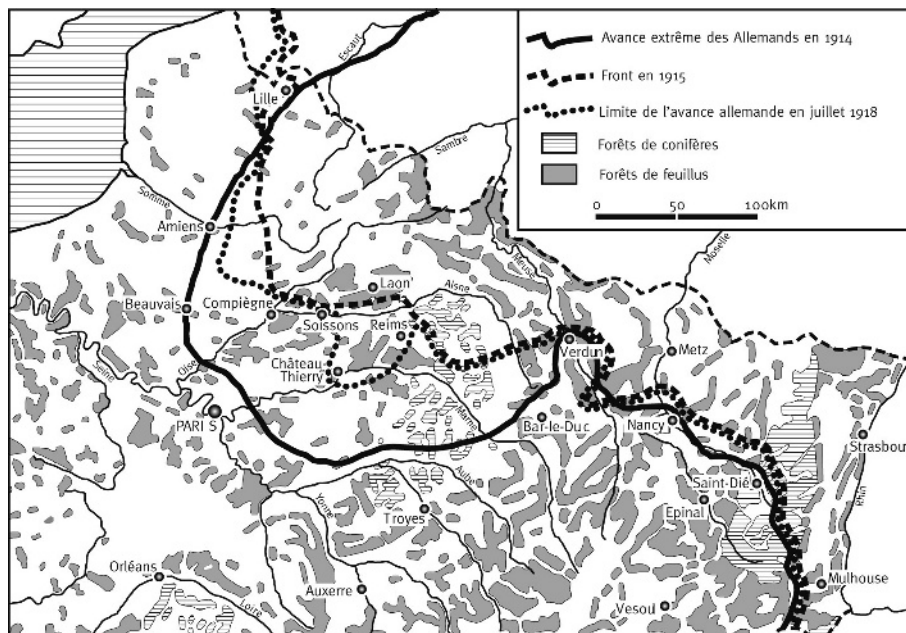 Avance extrême des Allemands en 1914
Front en 1915
Limite de l'avance allemande en juillet 1918
Forêts de conifères
Forêts de feuillus
0 50 100km
Escaut
Lille
Sambre
Somme
Amiens
Meuse
Moselle
Laon'
Aisne
Beauvais
Compiègne
Soissons
Reims
Verdun
Metz
Oise
Château
Thierry
Seine
Marne
PARI S
Bar-le-Duc
Nancy
Strasbour
Saint-Dié
Rhin
Aube
Epinal
Yonne
Troyes
Orléans
Mulhouse
Auxerre
Loire
Vesoul